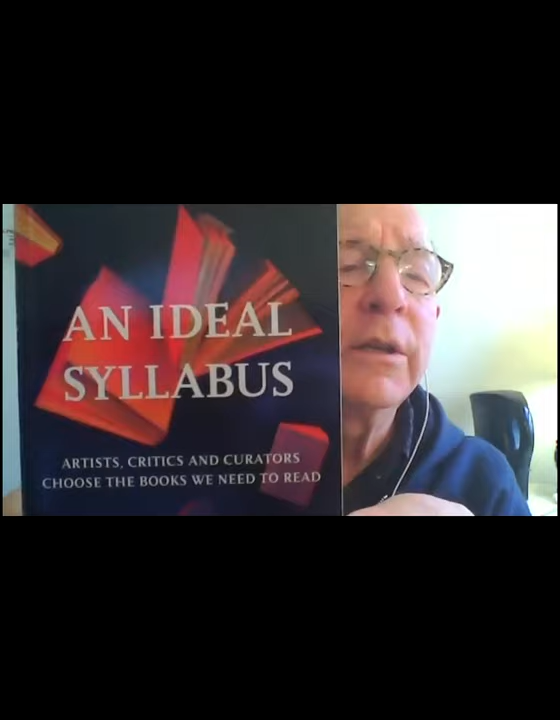 AN IDEAL
SYLLABUS
ARTISTS, CRITICS AND CURATORS
CHOOSE THE BOOKS WE NEED TO READ